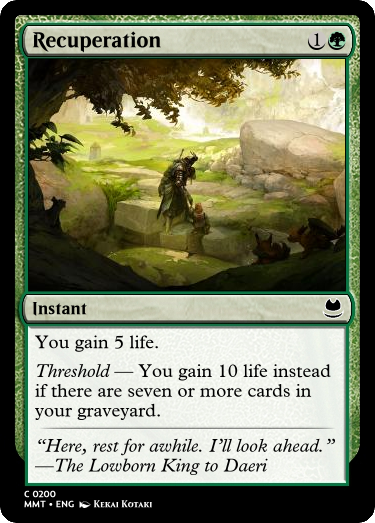 Recuperation 1
Instant
You gain 5 life.
Threshold — You gain 10 life instead
if there are seven or more cards in
your graveyard.
“Here, rest for awhile. I’ll look ahead.”
—The Lowborn King to Daeri
C 0200
MMT • ENG Kekai Kotaki